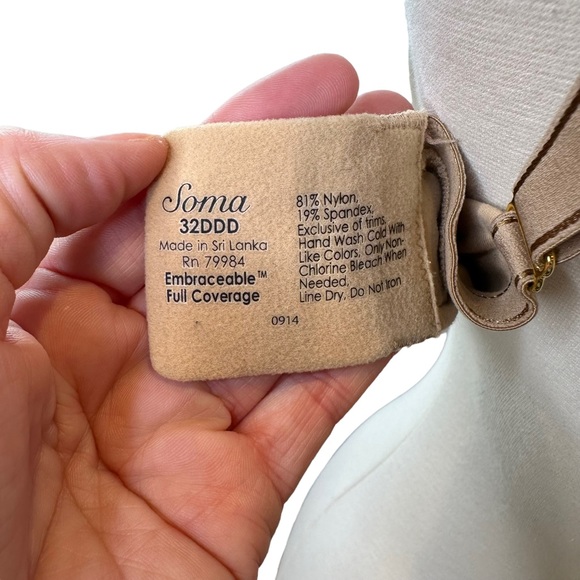 Soma
32DDD
Made in Sri Lanka
Rn 79984
Embraceable™
Full Coverage
81% Nylon,
19% Spandex,
Exclusive of trims,
Hand Wash Cold With
Like Colors, Only Non-
Chlorine Bleach When
Needed,
Line Dry, Do Not Iron
0914